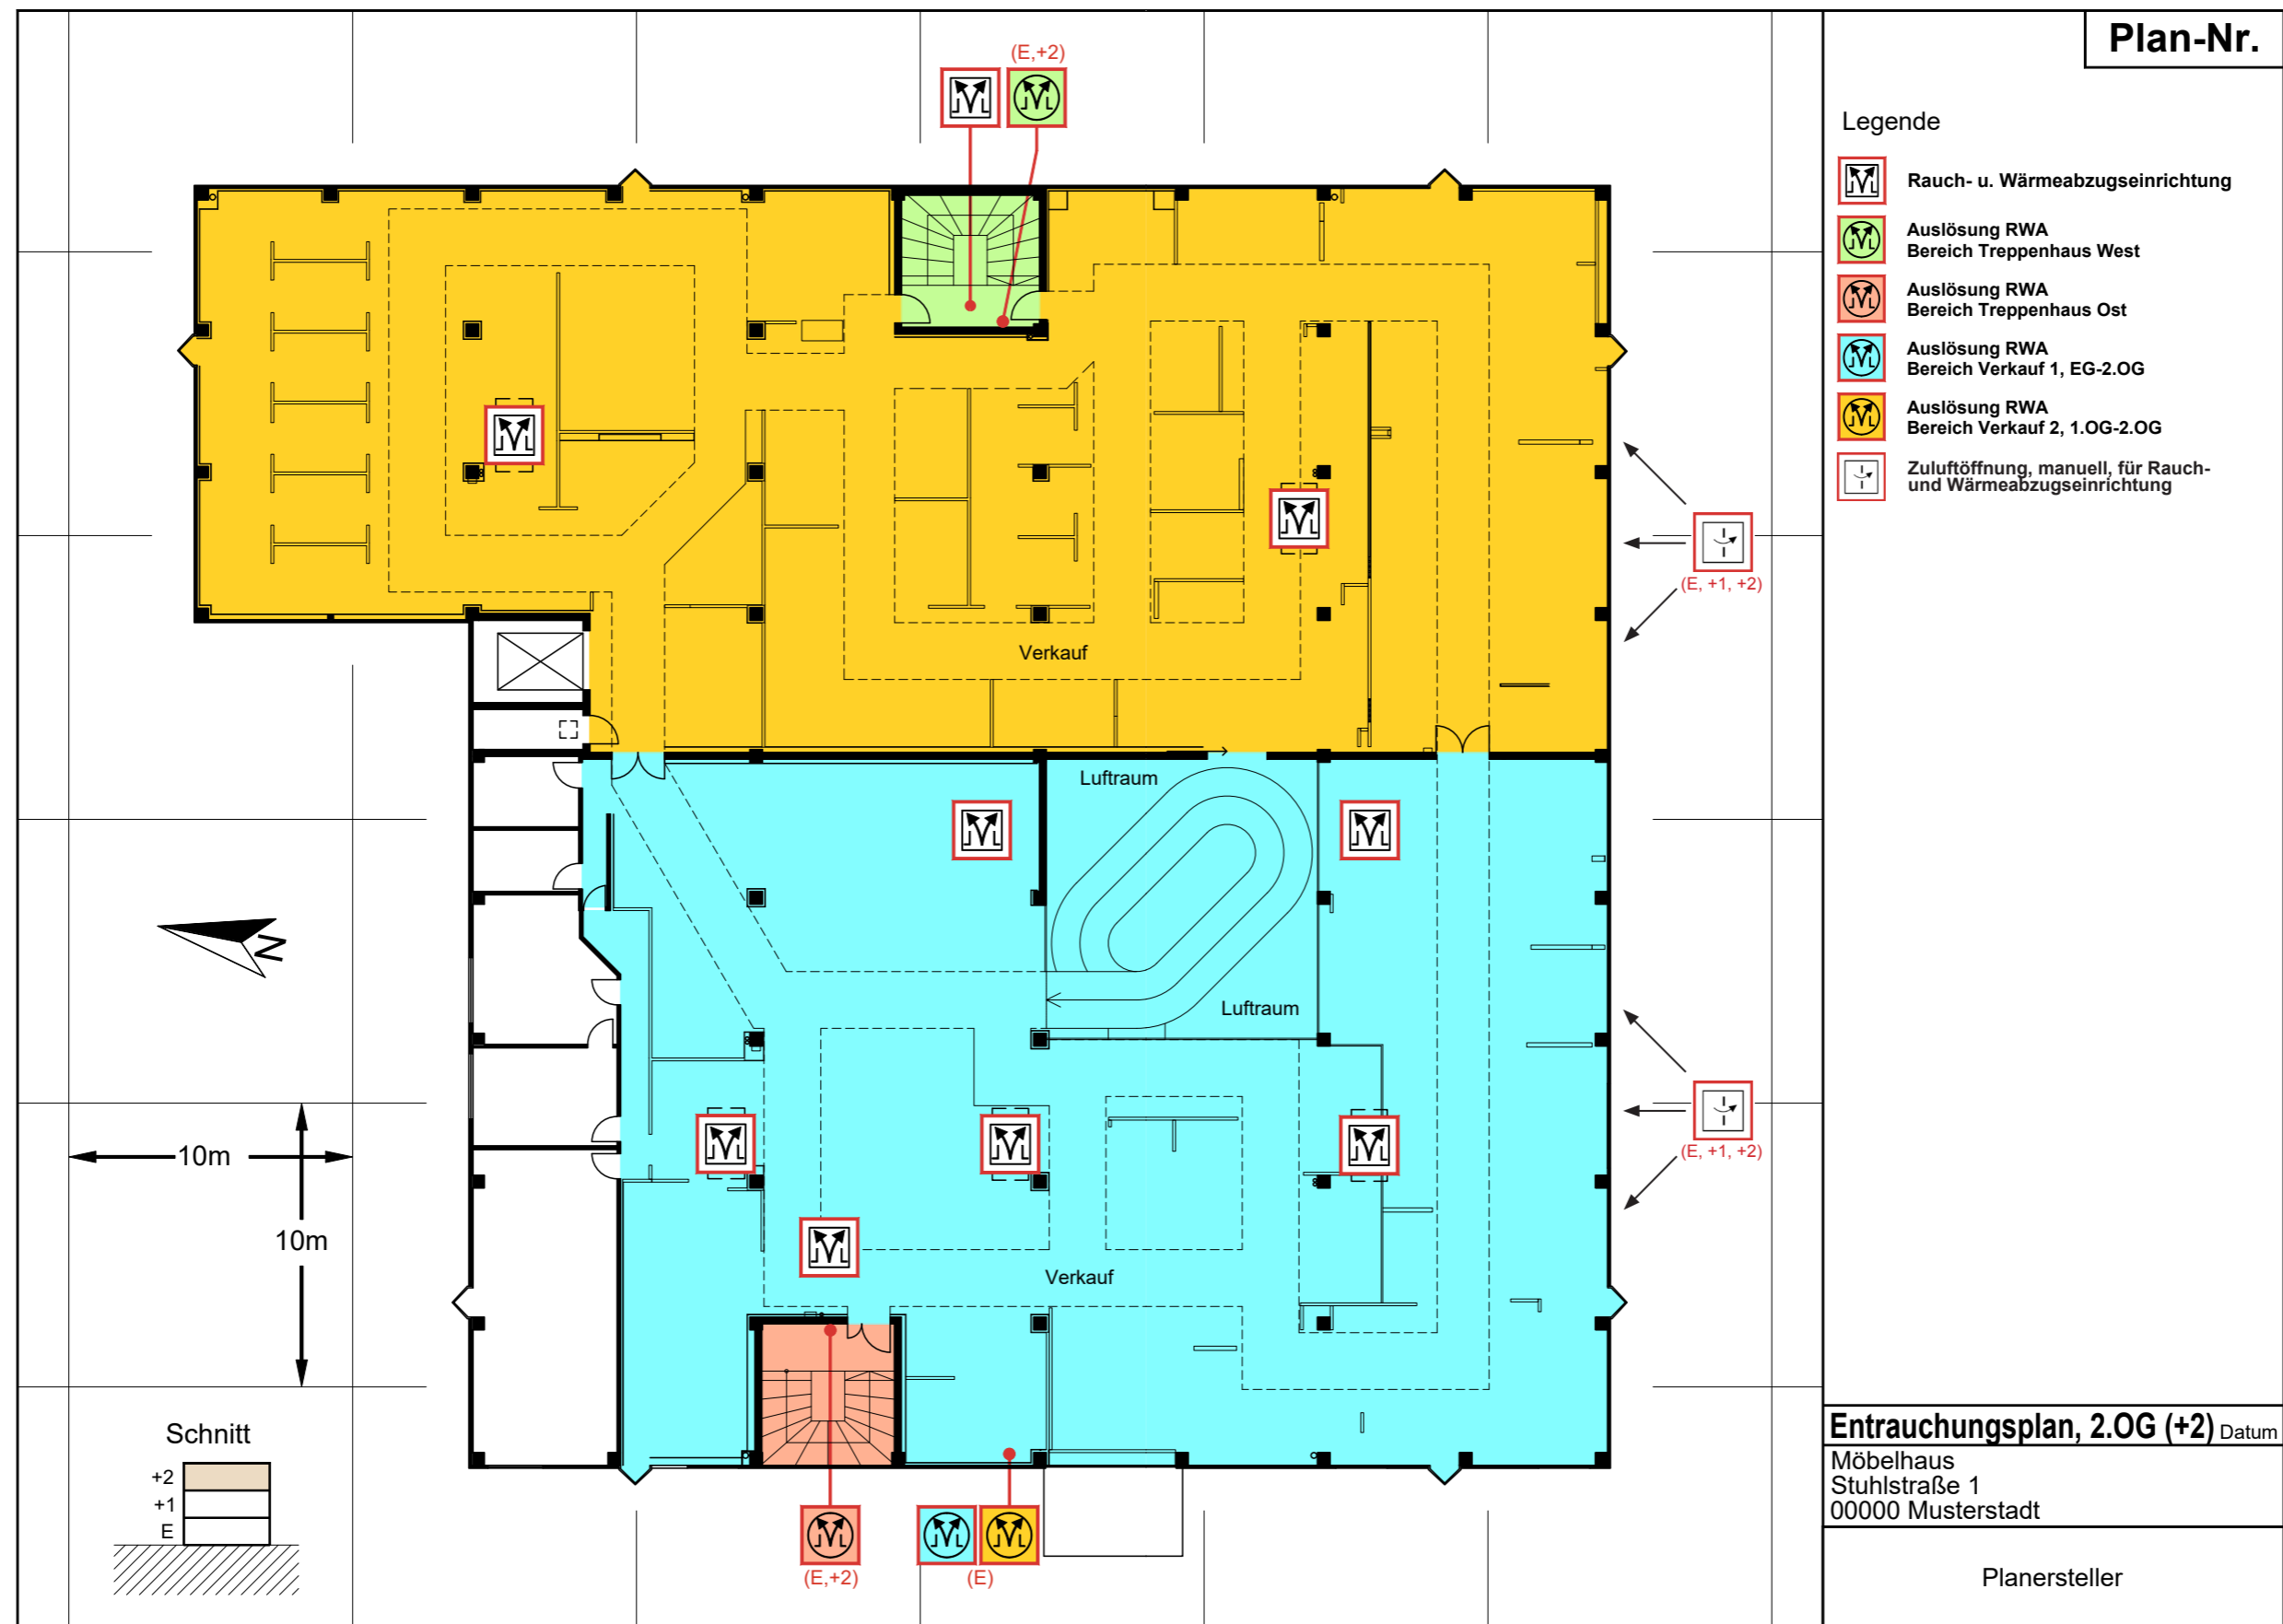 Plan-Nr.
Legende
Rauch- u. Wärmeabzugseinrichtung
Auslösung RWA
Bereich Treppenhaus West
Auslösung RWA
Bereich Treppenhaus Ost
Auslösung RWA
Bereich Verkauf 1, EG-2.OG
Auslösung RWA
Bereich Verkauf 2, 1.OG-2.OG
Zuluftöffnung, manuell, für Rauch-
und Wärmeabzugseinrichtung
(E,+2)
(E, +1, +2)
Verkauf
Luftraum
Luftraum
N
(E, +1, +2)
10m
10m
Verkauf
Schnitt
+2
+1
E
(E,+2)
(E)
Entrauchungsplan, 2.OG (+2) Datum
Möbelhaus
Stuhlstraße 1
00000 Musterstadt
Planersteller